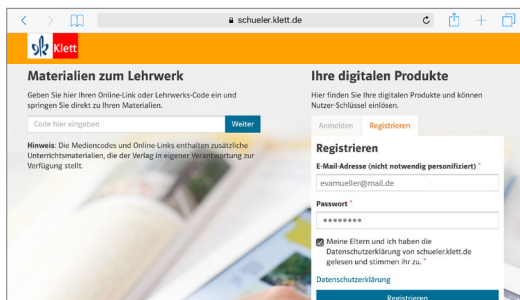 schueler.klett.de
Klett
Materialien zum Lehrwerk
Geben Sie hier Ihren Online-Link oder Lehrwerks-Code ein und
springen Sie direkt zu Ihren Materialien.
Code hier eingeben
Weiter
Hinweis: Die Mediencodes und Online-Links enthalten zusätzliche
Unterrichtsmaterialien, die der Verlag in eigener Verantwortung zur
Verfügung stellt.
Ihre digitalen Produkte
Hier finden Sie Ihre digitalen Produkte und können
Nutzer-Schlüssel einlösen.
Anmelden
Registrieren
Registrieren
E-Mail-Adresse (nicht notwendig personifiziert) *
evamueller@mail.de
Passwort *
Meine Eltern und ich haben die
Datenschutzerklärung von schueler.klett.de
gelesen und stimmen ihr zu. *
Datenschutzerklärung
Registrieren